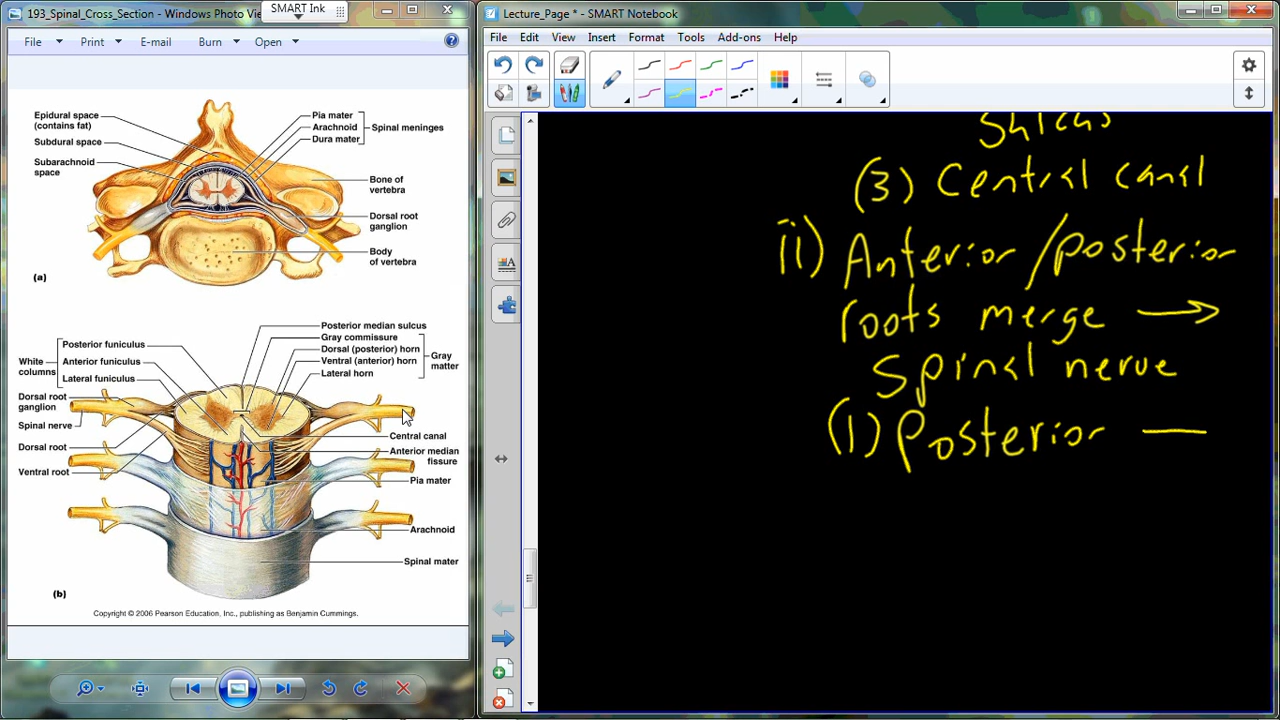 193_Spinal_Cross_Section - Windows Photo Vie
SMART Ink
File Print E-mail Burn Open
Epidural space
(contains fat)
Subdural space
Subarachnoid
space
Pia mater
Arachnoid
Dura mater
Spinal meninges
Bone of
vertebra
Dorsal root
ganglion
Body
of vertebra
(a)
Posterior median sulcus
Gray commissure
Dorsal (posterior) horn
Ventral (anterior) horn
Lateral horn
Gray
matter
White
columns
Posterior funiculus
Anterior funiculus
Lateral funiculus
Dorsal root
ganglion
Spinal nerve
Dorsal root
Ventral root
Central canal
Anterior median
fissure
Pia mater
Arachnoid
Spinal mater
(b)
Copyright © 2006 Pearson Education, Inc., publishing as Benjamin Cummings.
Lecture_Page * - SMART Notebook
File Edit View Insert Format Tools Add-ons Help
Sulcus
(3) Central canal
ii) Anterior/posterior
roots merge →
Spinal nerve
(1) Posterior —